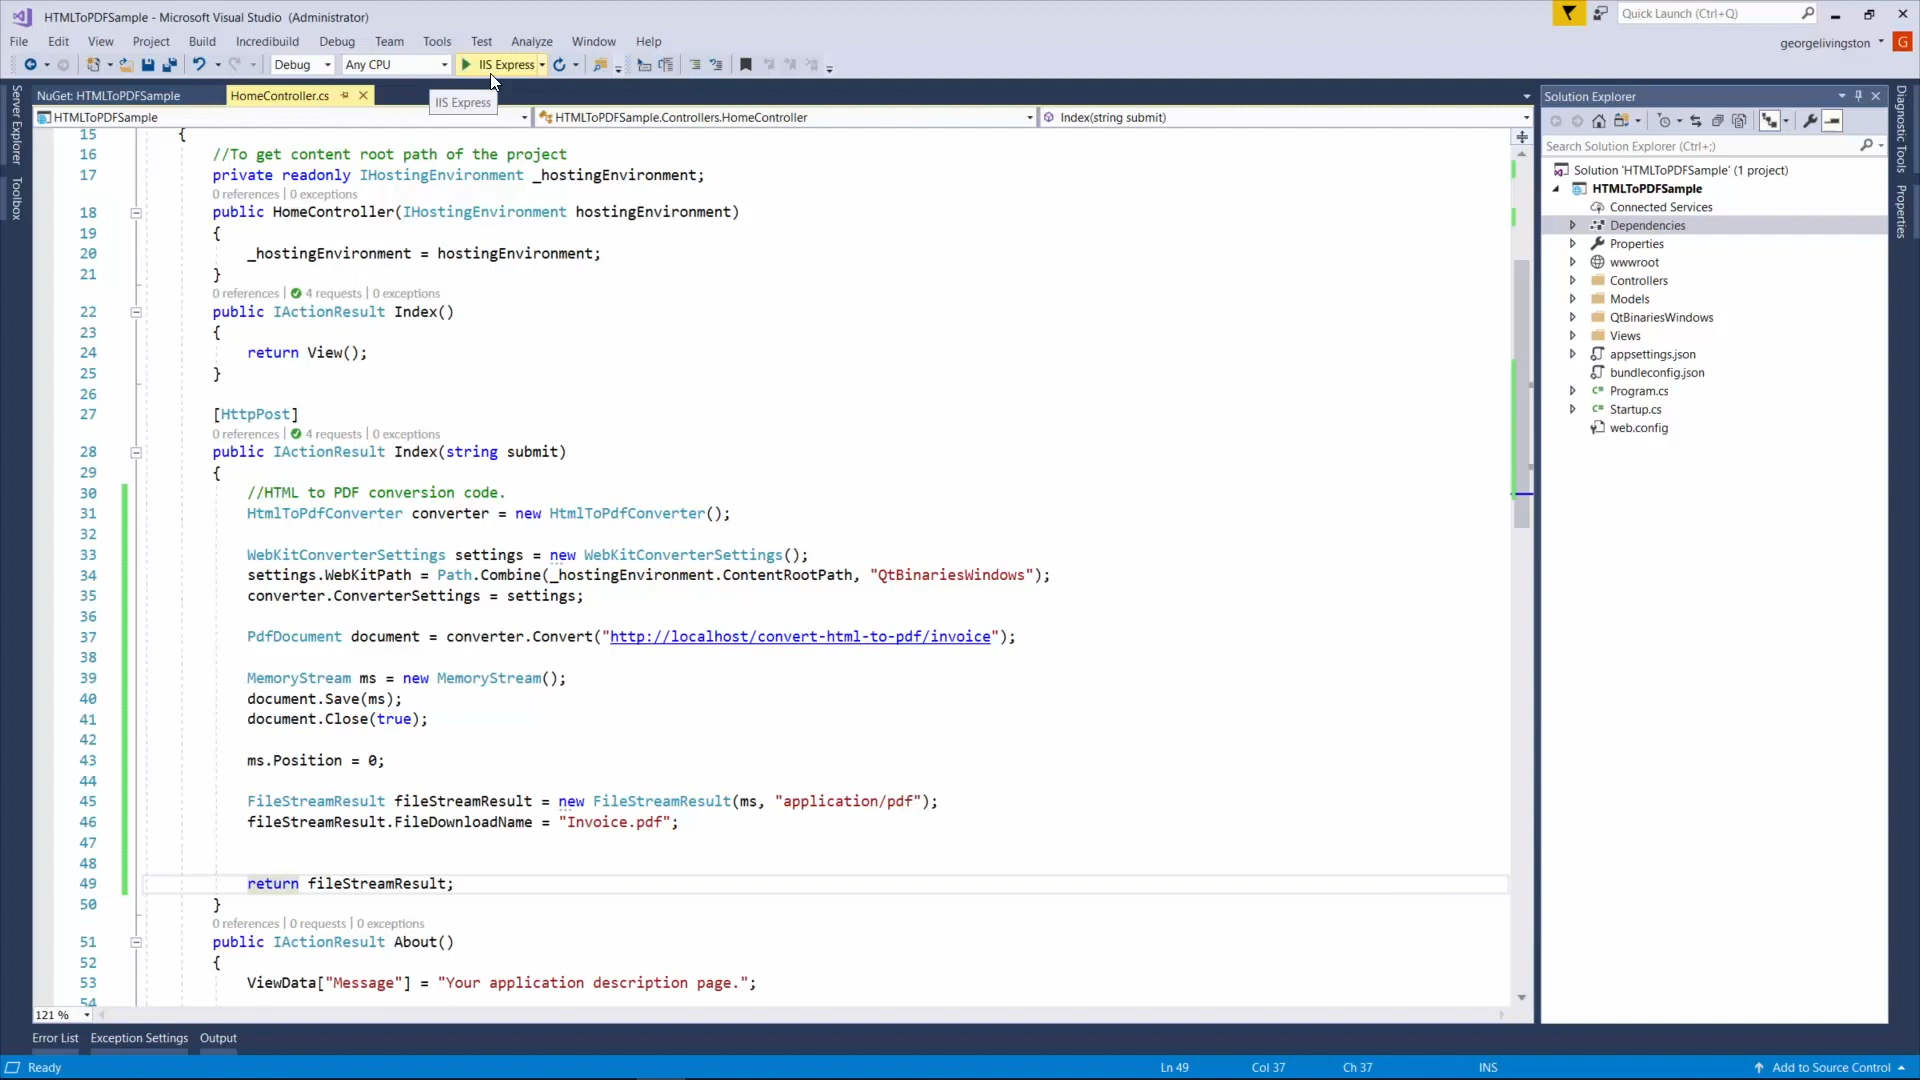 HTMLToPDFSample - Microsoft Visual Studio (Administrator)
Quick Launch (Ctrl+Q)
File Edit View Project Build Incredibuild Debug Team Tools Test Analyze Window Help
georgelivingston G
Debug Any CPU IIS Express
NuGet: HTMLToPDFSample HomeController.cs
IIS Express
HTMLToPDFSample HTMLToPDFSample.Controllers.HomeController Index(string submit)
Server Explorer
Toolbox
15 {
16 //To get content root path of the project
17 private readonly IHostingEnvironment _hostingEnvironment;
0 references | 0 exceptions
18 public HomeController(IHostingEnvironment hostingEnvironment)
19 {
20 _hostingEnvironment = hostingEnvironment;
21 }
0 references | 4 requests | 0 exceptions
22 public IActionResult Index()
23 {
24 return View();
25 }
26
27 [HttpPost]
0 references | 4 requests | 0 exceptions
28 public IActionResult Index(string submit)
29 {
30 //HTML to PDF conversion code.
31 HtmlToPdfConverter converter = new HtmlToPdfConverter();
32
33 WebKitConverterSettings settings = new WebKitConverterSettings();
34 settings.WebKitPath = Path.Combine(_hostingEnvironment.ContentRootPath, "QtBinariesWindows");
35 converter.ConverterSettings = settings;
36
37 PdfDocument document = converter.Convert("http://localhost/convert-html-to-pdf/invoice");
38
39 MemoryStream ms = new MemoryStream();
40 document.Save(ms);
41 document.Close(true);
42
43 ms.Position = 0;
44
45 FileStreamResult fileStreamResult = new FileStreamResult(ms, "application/pdf");
46 fileStreamResult.FileDownloadName = "Invoice.pdf";
47
48
49 return fileStreamResult;
50 }
0 references | 0 requests | 0 exceptions
51 public IActionResult About()
52 {
53 ViewData["Message"] = "Your application description page.";
54
121 %
Solution Explorer
Search Solution Explorer (Ctrl+;)
Solution 'HTMLToPDFSample' (1 project)
HTMLToPDFSample
Connected Services
Dependencies
Properties
wwwroot
Controllers
Models
QtBinariesWindows
Views
appsettings.json
bundleconfig.json
Program.cs
Startup.cs
web.config
Diagnostic Tools
Properties
Error List Exception Settings Output
Ready Ln 49 Col 37 Ch 37 INS Add to Source Control